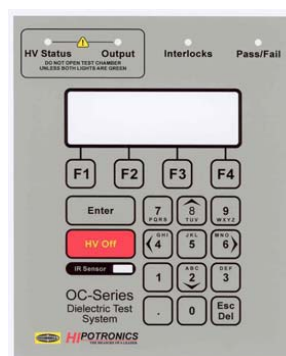 HV Status Output Interlocks Pass/Fail
DO NOT OPEN TEST CHAMBER
UNLESS BOTH LIGHTS ARE GREEN
F1 F2 F3 F4
Enter
7 PQRS
8 TUV
9 WXYZ
HV Off
4 GHI
5 JKL
6 MNO
IR Sensor
1
2 ABC
3 DEF
OC-Series
Dielectric Test
System
.
0
Esc
Del
HIPOTRONICS